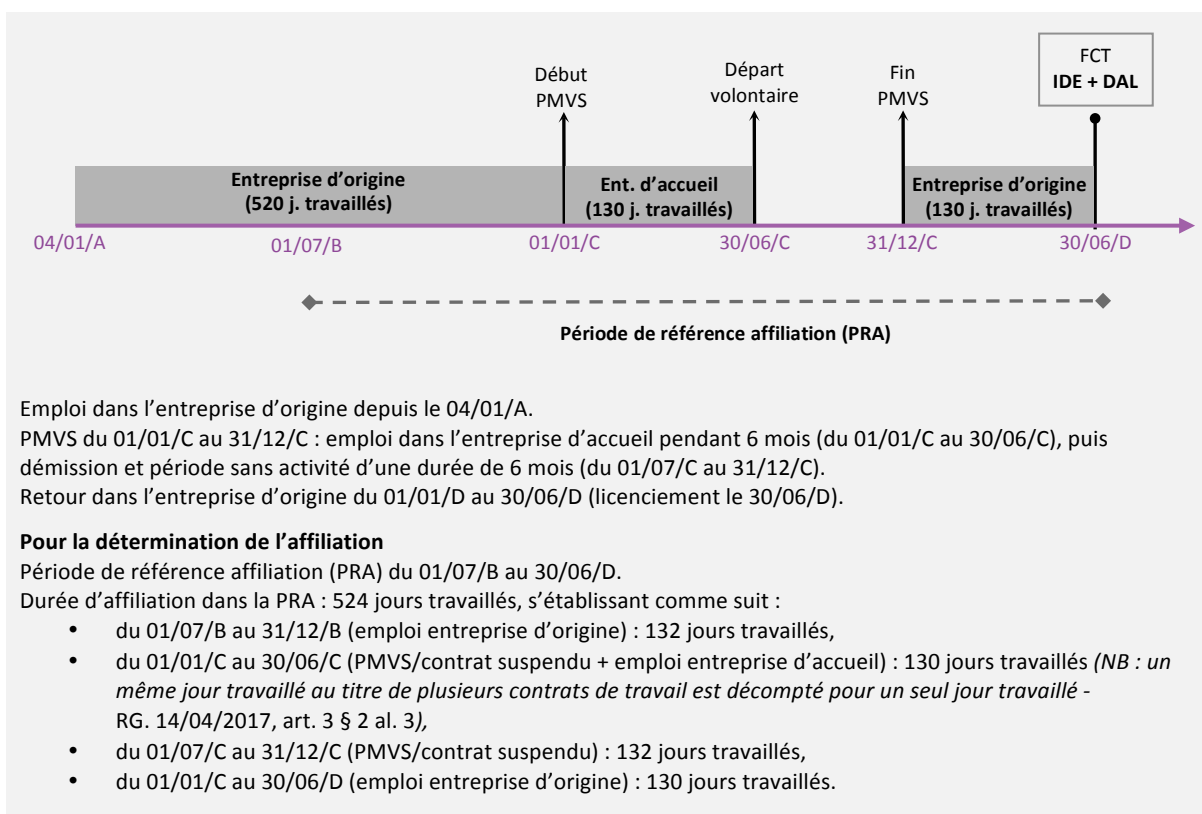 Début
PMVS
Départ
volontaire
Fin
PMVS
FCT
IDE + DAL
Entreprise d’origine
(520 j. travaillés)
Ent. d’accueil
(130 j. travaillés)
Entreprise d’origine
(130 j. travaillés)
04/01/A
01/07/B
01/01/C
30/06/C
31/12/C
30/06/D
Période de référence affiliation (PRA)
Emploi dans l’entreprise d’origine depuis le 04/01/A.
PMVS du 01/01/C au 31/12/C : emploi dans l’entreprise d’accueil pendant 6 mois (du 01/01/C au 30/06/C), puis
démission et période sans activité d’une durée de 6 mois (du 01/07/C au 31/12/C).
Retour dans l’entreprise d’origine du 01/01/D au 30/06/D (licenciement le 30/06/D).
Pour la détermination de l’affiliation
Période de référence affiliation (PRA) du 01/07/B au 30/06/D.
Durée d’affiliation dans la PRA : 524 jours travaillés, s’établissant comme suit :
• du 01/07/B au 31/12/B (emploi entreprise d’origine) : 132 jours travaillés,
• du 01/01/C au 30/06/C (PMVS/contrat suspendu + emploi entreprise d’accueil) : 130 jours travaillés (NB : un
même jour travaillé au titre de plusieurs contrats de travail est décompté pour un seul jour travaillé -
RG. 14/04/2017, art. 3 § 2 al. 3),
• du 01/07/C au 31/12/C (PMVS/contrat suspendu) : 132 jours travaillés,
• du 01/01/C au 30/06/D (emploi entreprise d’origine) : 130 jours travaillés.